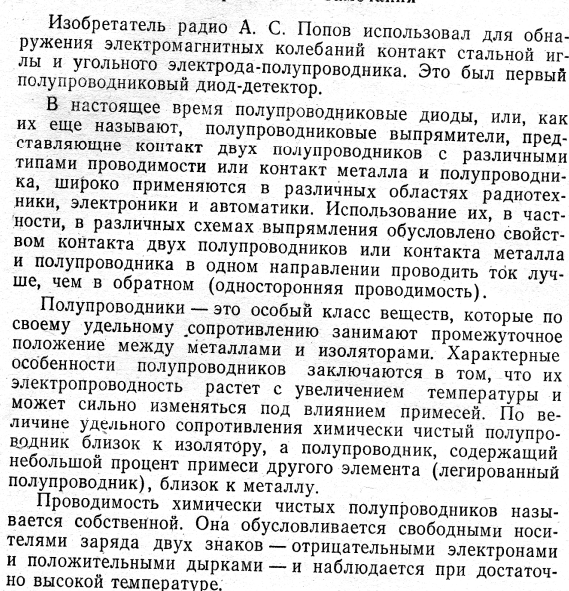 Изобретатель радио А. С. Попов использовал для обна-
ружения электромагнитных колебаний контакт стальной иг-
лы и угольного электрода-полупроводника. Это был первый
полупроводниковый диод-детектор.
В настоящее время полупроводниковые диоды, или, как
их еще называют, полупроводниковые выпрямители, пред-
ставляющие контакт двух полупроводников с различными
типами проводимости или контакт металла и полупроводни-
ка, широко применяются в различных областях радиотех-
ники, электроники и автоматики. Использование их, в част-
ности, в различных схемах выпрямления обусловлено свойст-
вом контакта двух полупроводников или контакта металла
и полупроводника в одном направлении проводить ток луч-
ше, чем в обратном (односторонняя проводимость).
Полупроводники — это особый класс веществ, которые по
своему удельному сопротивлению занимают промежуточное
положение между металлами и изоляторами. Характерные
особенности полупроводников заключаются в том, что их
электропроводность растет с увеличением температуры и
может сильно изменяться под влиянием примесей. По ве-
личине удельного сопротивления химически чистый полупро-
водник близок к изолятору, а полупроводник, содержащий
небольшой процент примеси другого элемента (легированный
полупроводник), близок к металлу.
Проводимость химически чистых полупроводников назы-
вается собственной. Она обусловливается свободными носи-
телями заряда двух знаков — отрицательными электронами
и положительными дырками — и наблюдается при достаточ-
но высокой температуре.